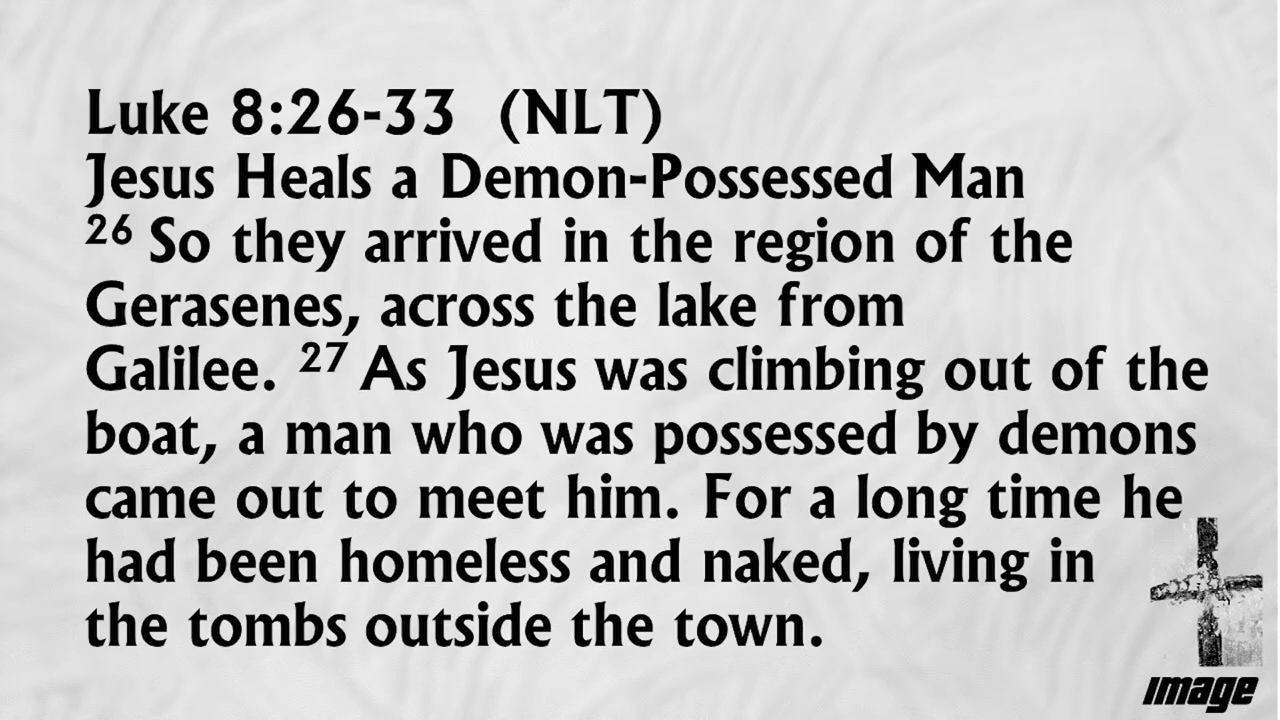 Luke 8:26-33 (NLT)
Jesus Heals a Demon-Possessed Man
26 So they arrived in the region of the
Gerasenes, across the lake from
Galilee. 27 As Jesus was climbing out of the
boat, a man who was possessed by demons
came out to meet him. For a long time he
had been homeless and naked, living in
the tombs outside the town.
image